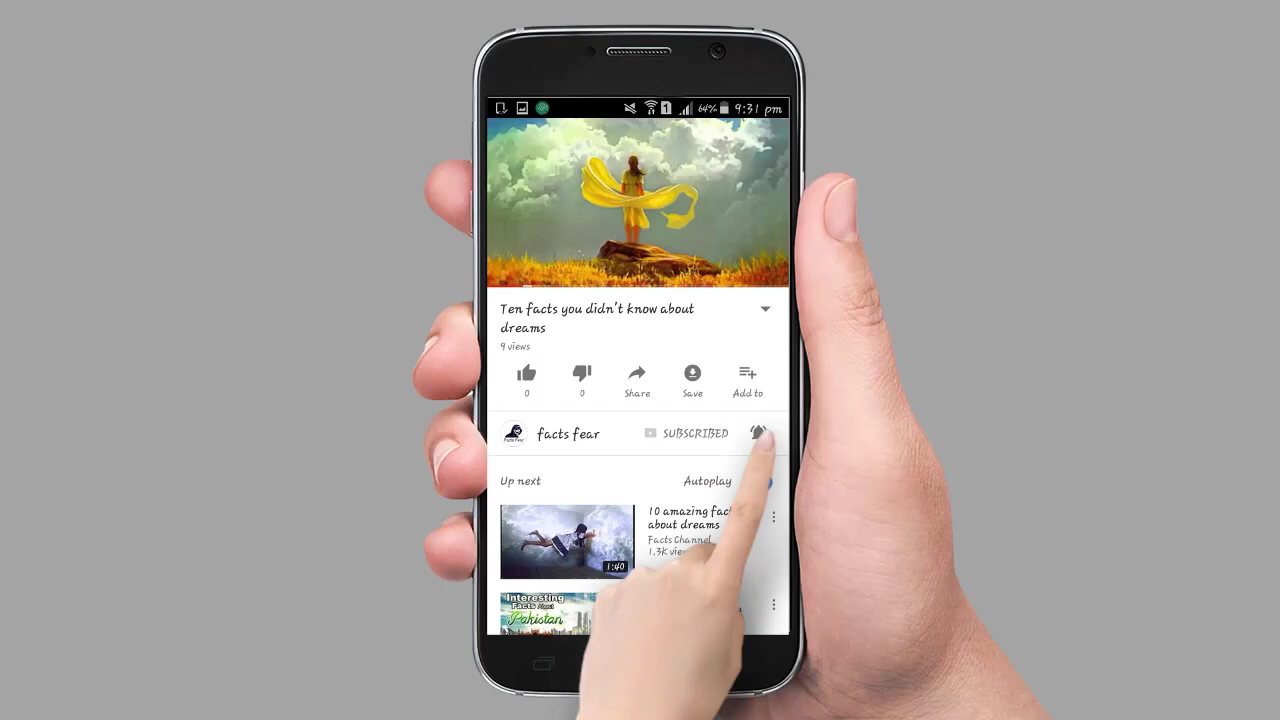 1 64% 9:31 pm
Ten facts you didn't know about
dreams
9 views
0 0 Share Save Add to
Facts Fear
facts fear SUBSCRIBED
Up next Autoplay
10 amazing
about dreams
Facts Channel
1.3K
1:40
Interesting
Facts About
Pakistan